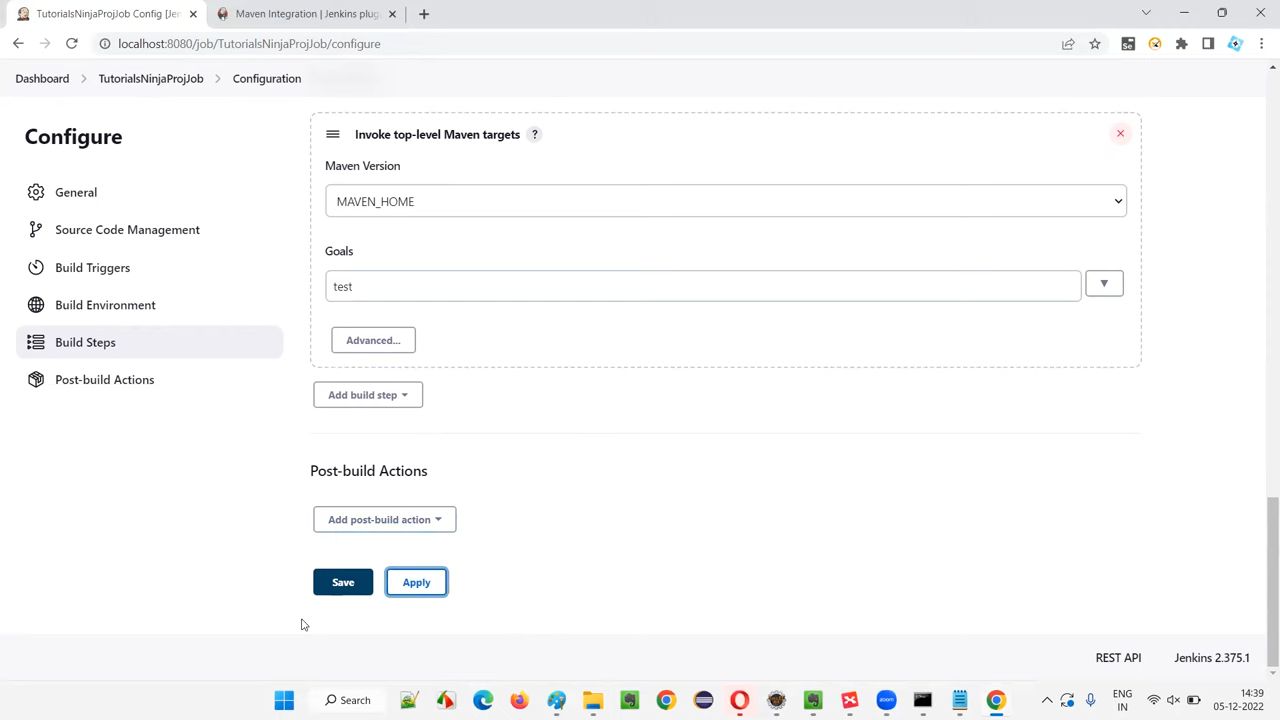 TutorialsNinjaProjJob Config [Jen
Maven Integration | Jenkins plug
localhost:8080/job/TutorialsNinjaProjJob/configure
Dashboard
TutorialsNinjaProjJob
Configuration
Configure
General
Source Code Management
Build Triggers
Build Environment
Build Steps
Post-build Actions
Invoke top-level Maven targets ?
Maven Version
MAVEN_HOME
Goals
test
Advanced...
Add build step
Post-build Actions
Add post-build action
Save
Apply
REST API
Jenkins 2.375.1
Search
zoom
ENG
IN
14:39
05-12-2022